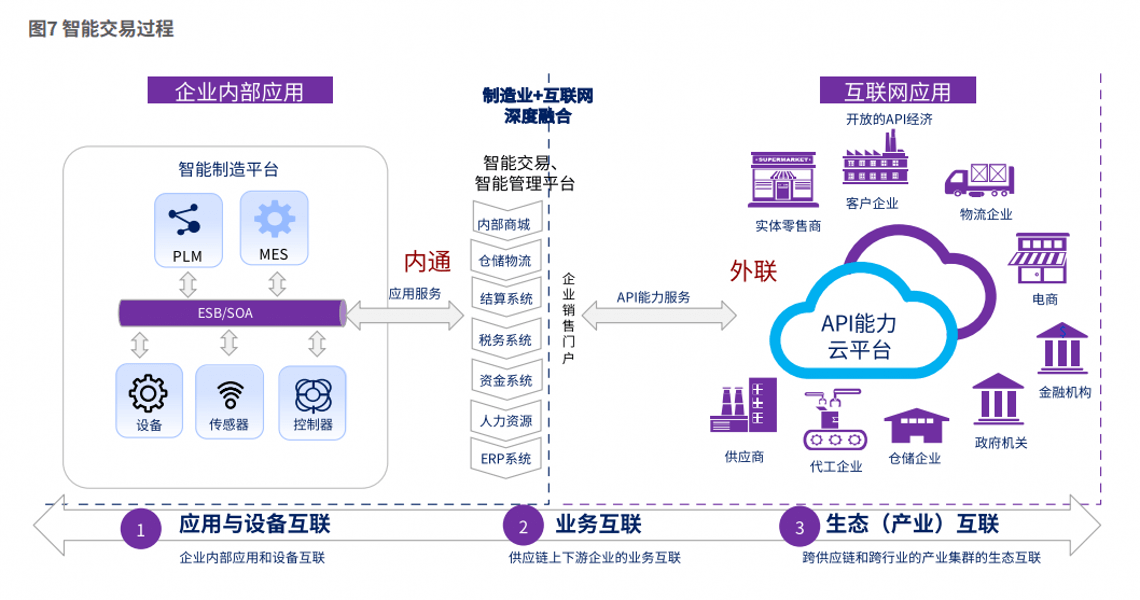 图7 智能交易过程
企业内部应用
制造业+互联网
深度融合
互联网应用
开放的API经济
智能制造平台
PLM
MES
ESB/SOA
设备
传感器
控制器
内通
应用服务
智能交易、
智能管理平台
内部商城
仓储物流
结算系统
税务系统
资金系统
人力资源
ERP系统
企业销售门户
API能力服务
外联
SUPERMARKET
实体零售商
客户企业
物流企业
电商
金融机构
政府机关
仓储企业
代工企业
供应商
API能力
云平台
1
应用与设备互联
企业内部应用和设备互联
2
业务互联
供应链上下游企业的业务互联
3
生态（产业）互联
跨供应链和跨行业的产业集群的生态互联